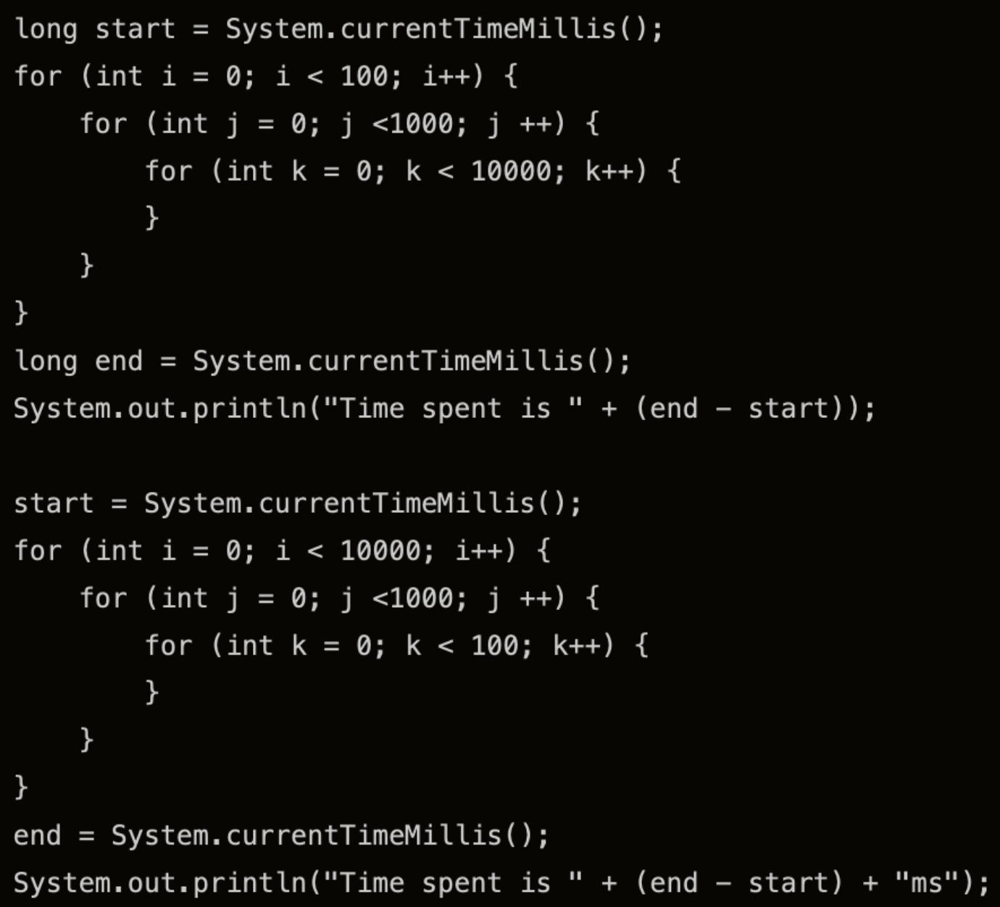 long start = System.currentTimeMillis();
for (int i = 0; i < 100; i++) {
    for (int j = 0; j <1000; j ++) {
        for (int k = 0; k < 10000; k++) {
        }
    }
}
long end = System.currentTimeMillis();
System.out.println("Time spent is " + (end - start));

start = System.currentTimeMillis();
for (int i = 0; i < 10000; i++) {
    for (int j = 0; j <1000; j ++) {
        for (int k = 0; k < 100; k++) {
        }
    }
}
end = System.currentTimeMillis();
System.out.println("Time spent is " + (end - start) + "ms");